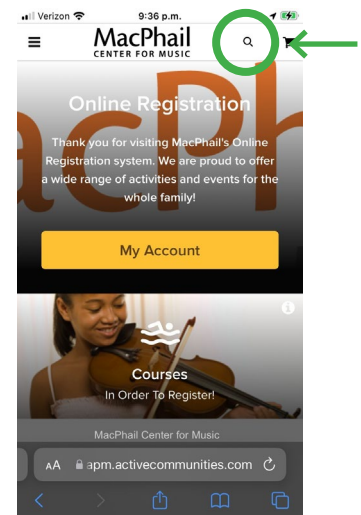 Verizon 9:36 p.m.
MacPhail
CENTER FOR MUSIC
Online Registration
Thank you for visiting MacPhail's Online
Registration system. We are proud to offer
a wide range of activities and events for the
whole family!
My Account
Courses
In Order To Register!
MacPhail Center for Music
AA apm.activecommunities.com